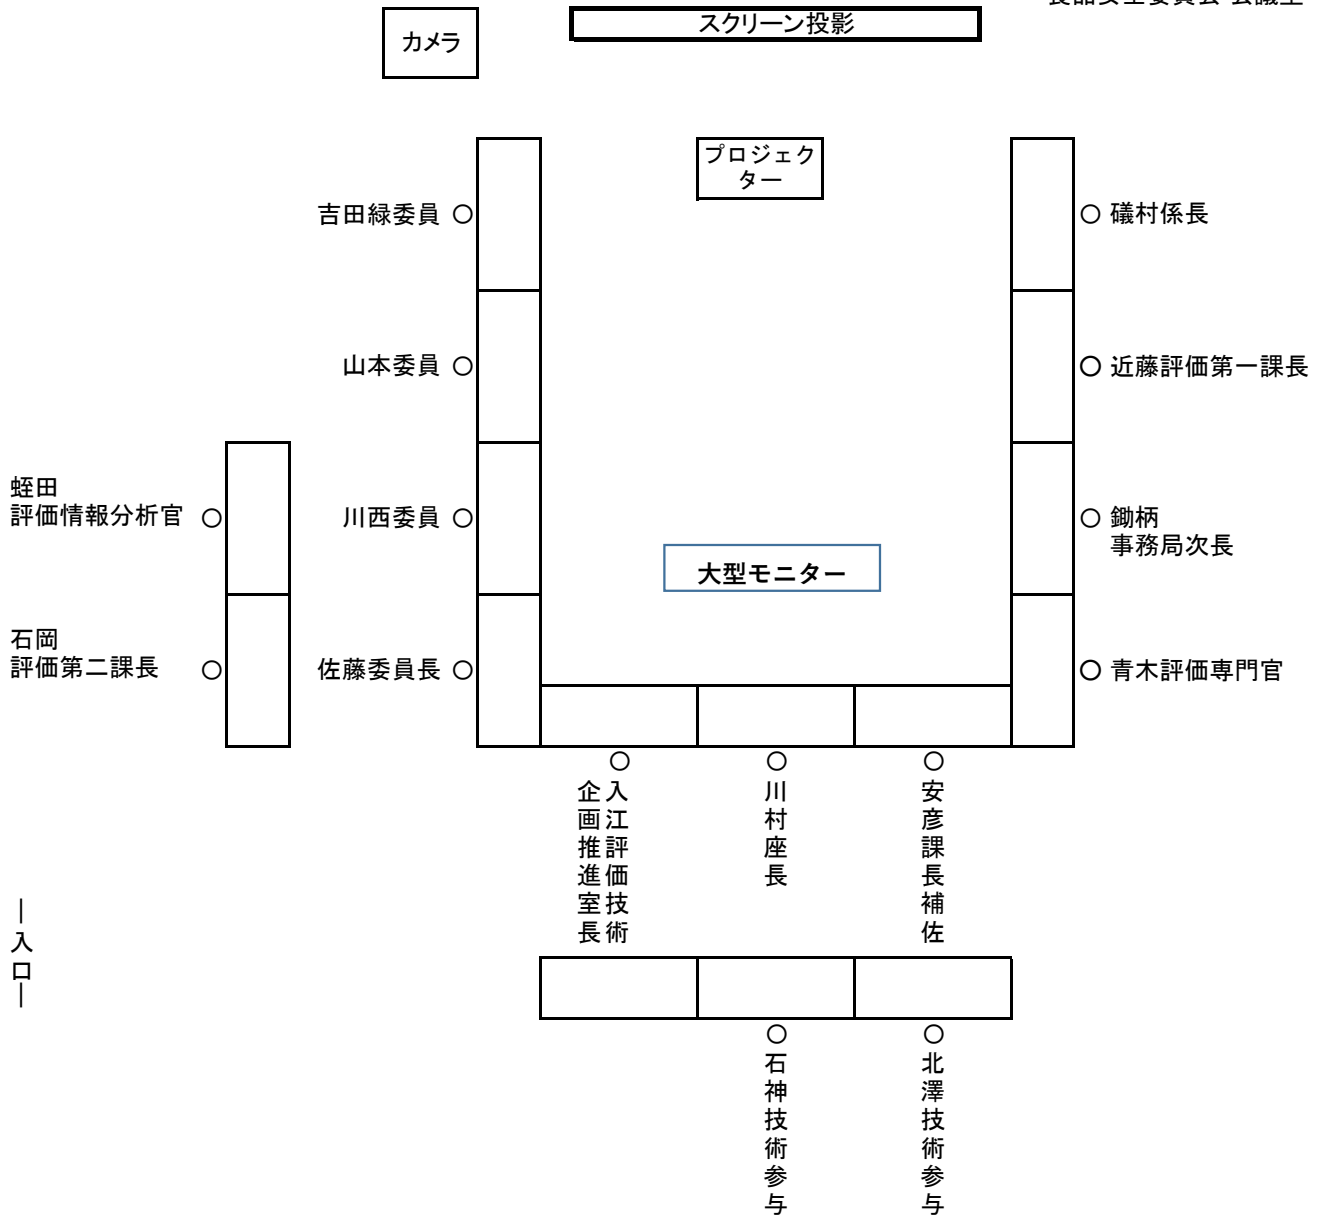 食品安全委員会 会議室
カメラ
スクリーン投影
プロジェク
ター
吉田緑委員 ○
○ 礒村係長
山本委員 ○
○ 近藤評価第一課長
蛭田
評価情報分析官 ○
川西委員 ○
○ 鋤柄
事務局次長
大型モニター
石岡
評価第二課長 ○
佐藤委員長 ○
○ 青木評価専門官
○
入江評価技術
企画推進室長
○
川村座長
○
安彦課長補佐
―入口―
○
石神技術参与
○
北澤技術参与